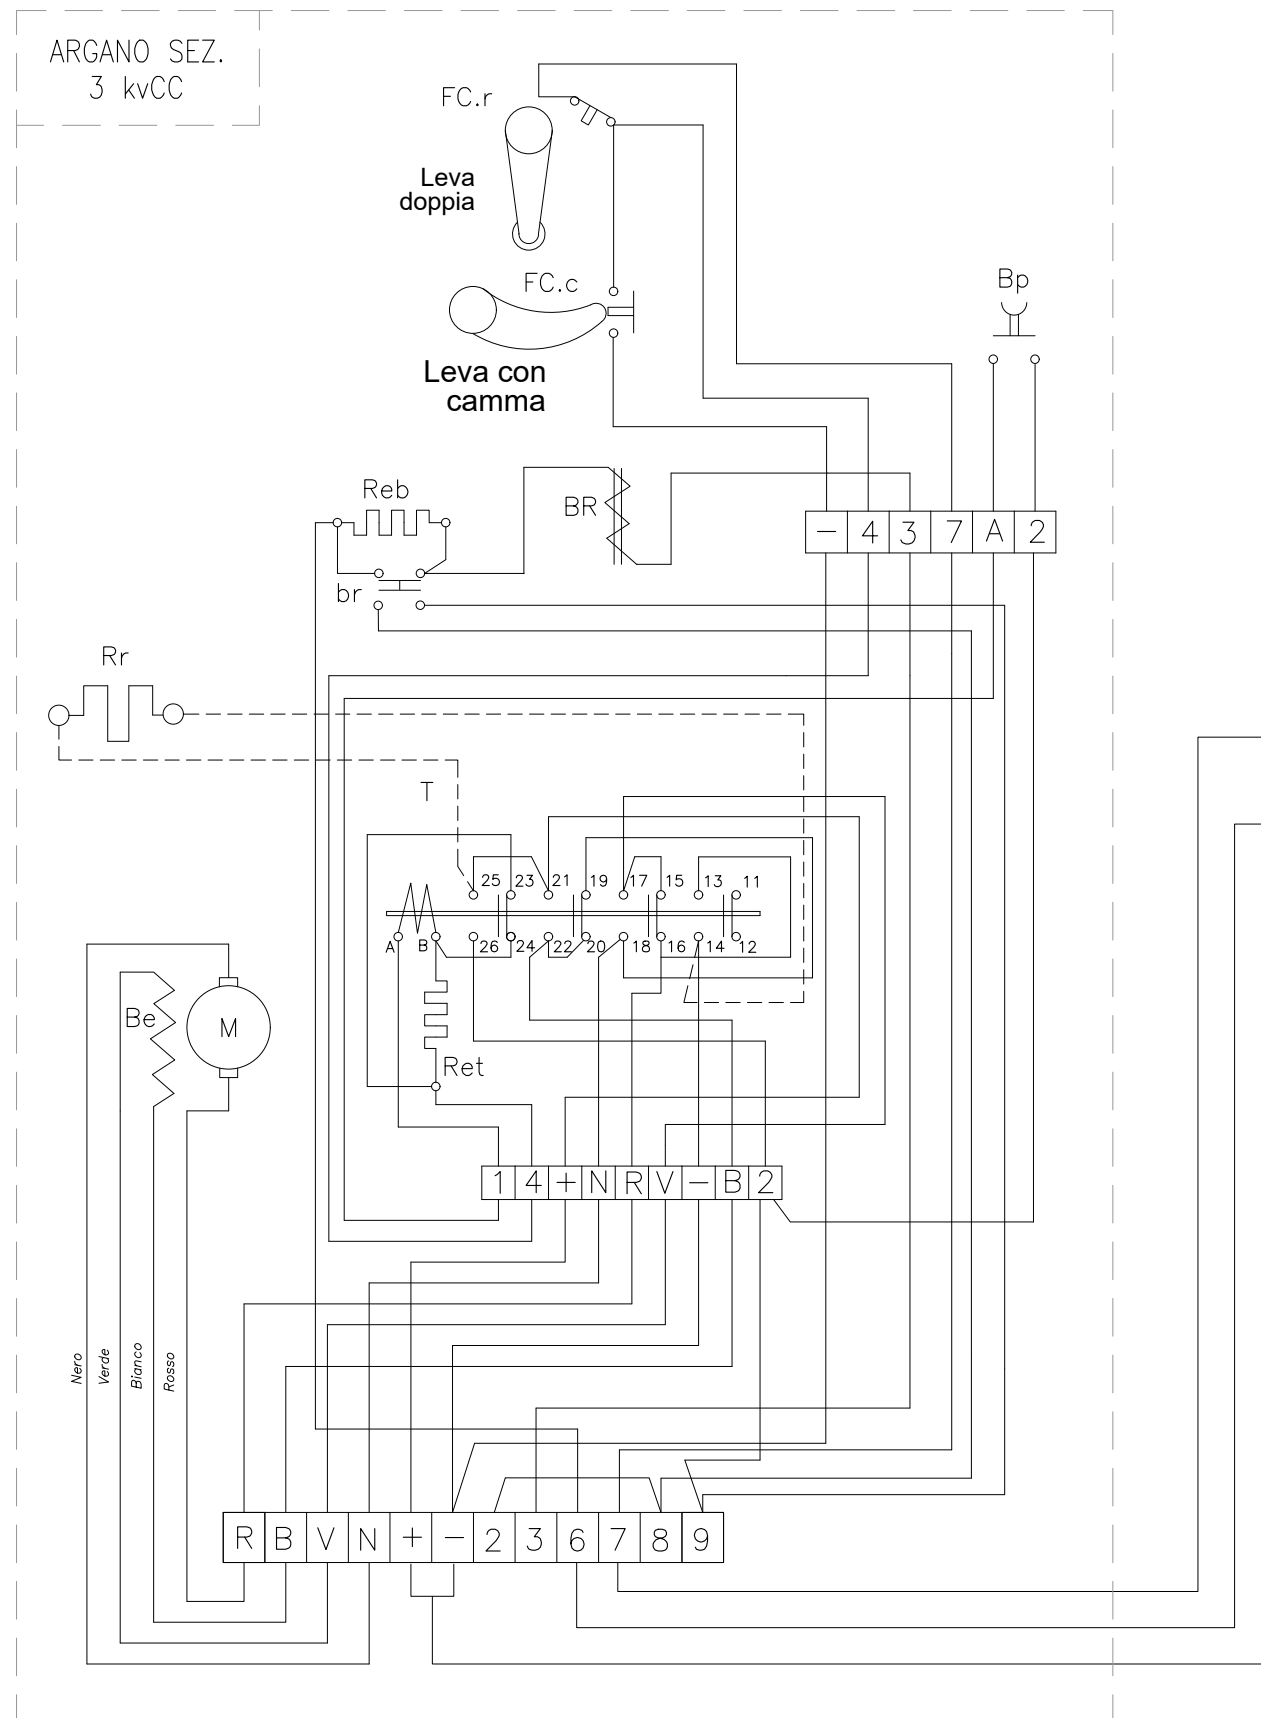 ARGANO SEZ.
3 kvCC
FC.r
Leva
doppia
FC.c
Leva con
camma
Bp
Reb
BR
br
- 4 3 7 A 2
Rr
T
25 23 21 19 17 15 13 11
A B 26 24 22 20 18 16 14 12
Be
M
Ret
1 4 + N R V - B 2
Nero
Verde
Bianco
Rosso
R B V N + - 2 3 6 7 8 9